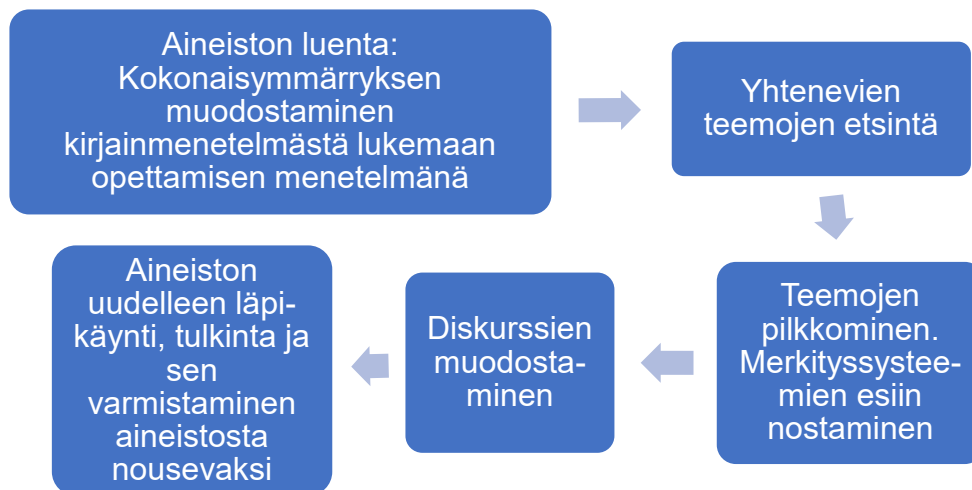 Aineiston luenta:
Kokonaisymmärryksen
muodostaminen
kirjainmenetelmästä lukemaan
opettamisen menetelmänä
Yhtenevien
teemojen etsintä
Teemojen
pilkkominen.
Merkityssystee-
mien esiin
nostaminen
Diskurssien
muodosta-
minen
Aineiston
uudelleen läpi-
käynti, tulkinta ja
sen
varmistaminen
aineistosta
nousevaksi